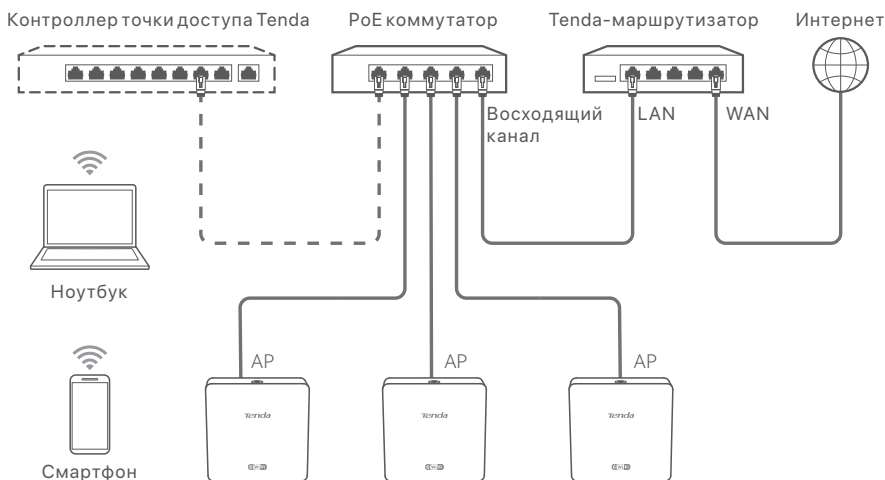 Контроллер точки доступа Tenda
PoE коммутатор
Tenda-маршрутизатор
Интернет
Восходящий
канал
LAN
WAN
Ноутбук
AP
AP
AP
Tenda
Tenda
Tenda
Смартфон